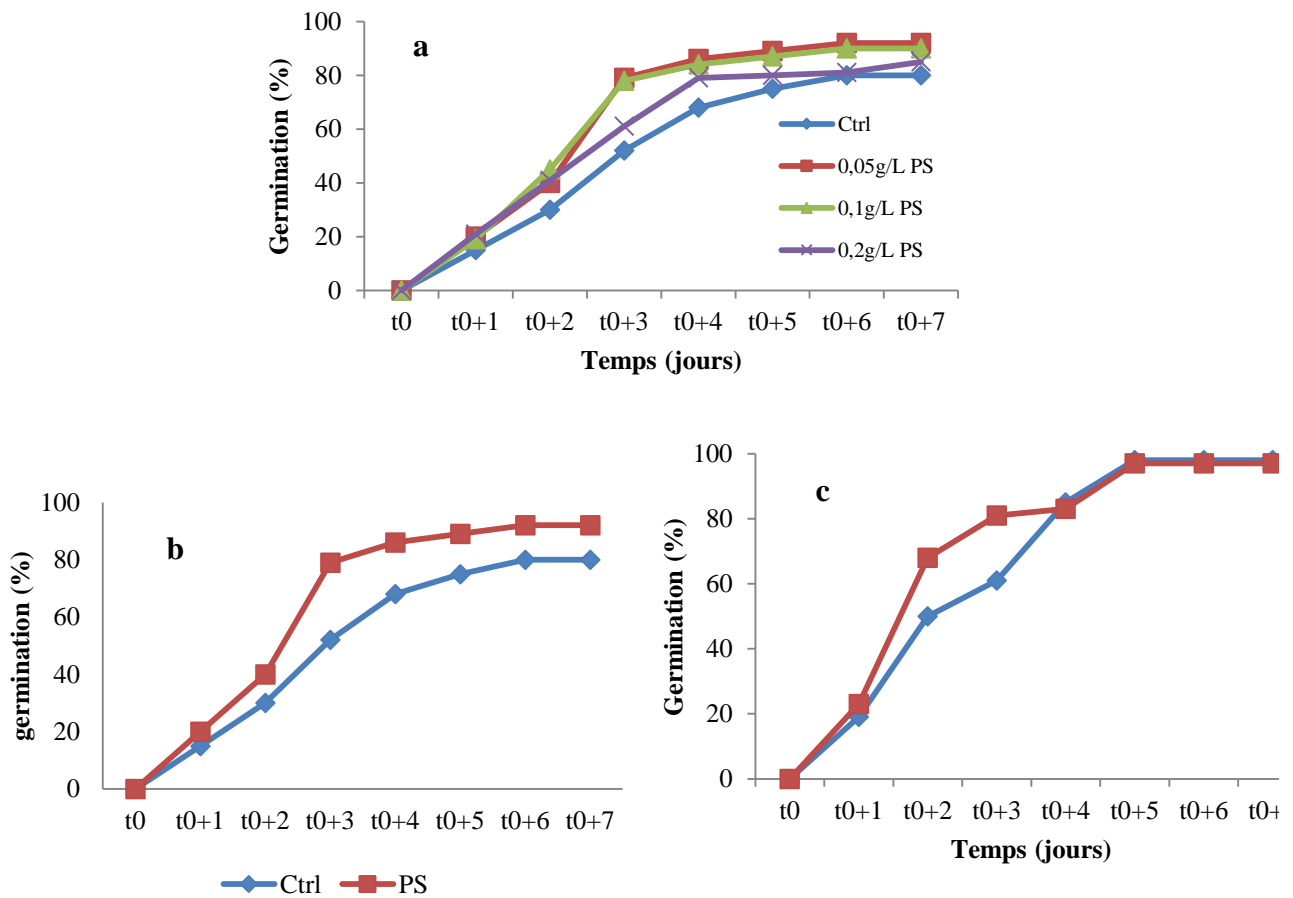 a
Germination (%)
100
80
60
40
20
0
t0 t0+1 t0+2 t0+3 t0+4 t0+5 t0+6 t0+7
Temps (jours)
Ctrl
0,05g/L PS
0,1g/L PS
0,2g/L PS
b
germination (%)
100
80
60
40
20
0
t0 t0+1 t0+2 t0+3 t0+4 t0+5 t0+6 t0+7
Ctrl PS
c
Germination (%)
100
80
60
40
20
0
t0 t0+1 t0+2 t0+3 t0+4 t0+5 t0+6 t0+
Temps (jours)